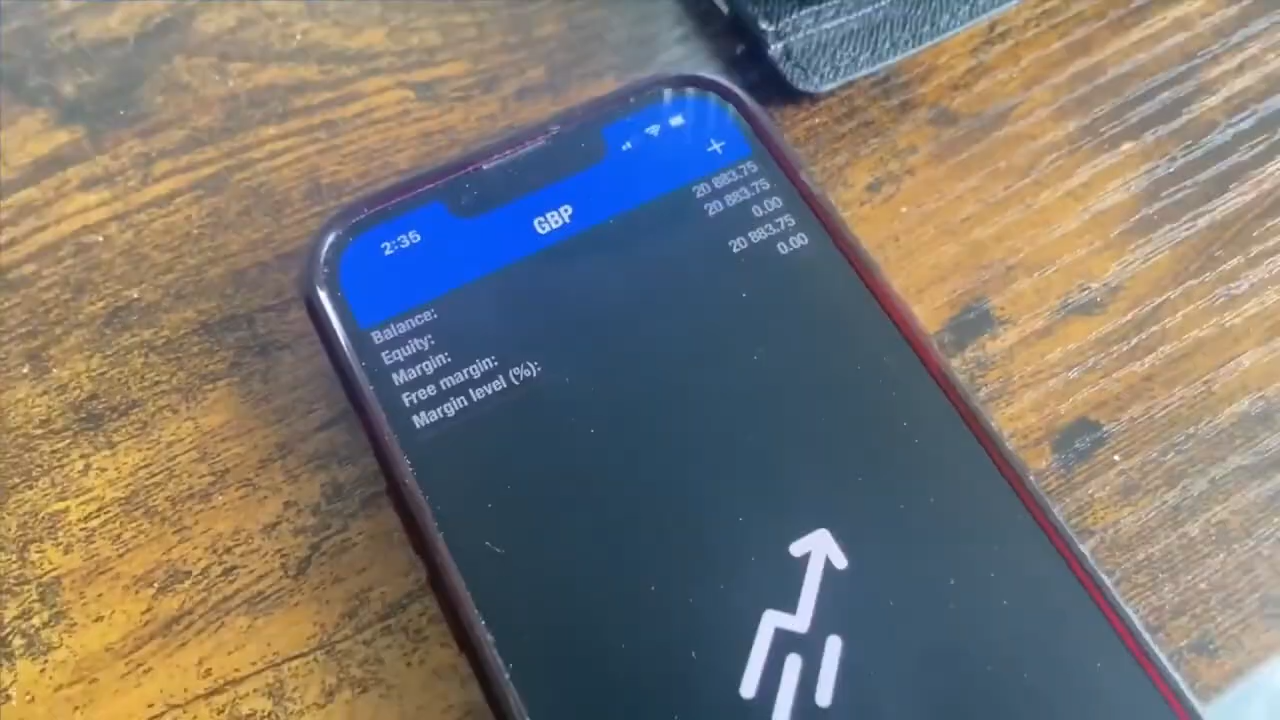 2:35
GBP
+
Balance: 20 883.75
Equity: 20 883.75
Margin: 0.00
Free margin: 20 883.75
Margin level (%): 0.00